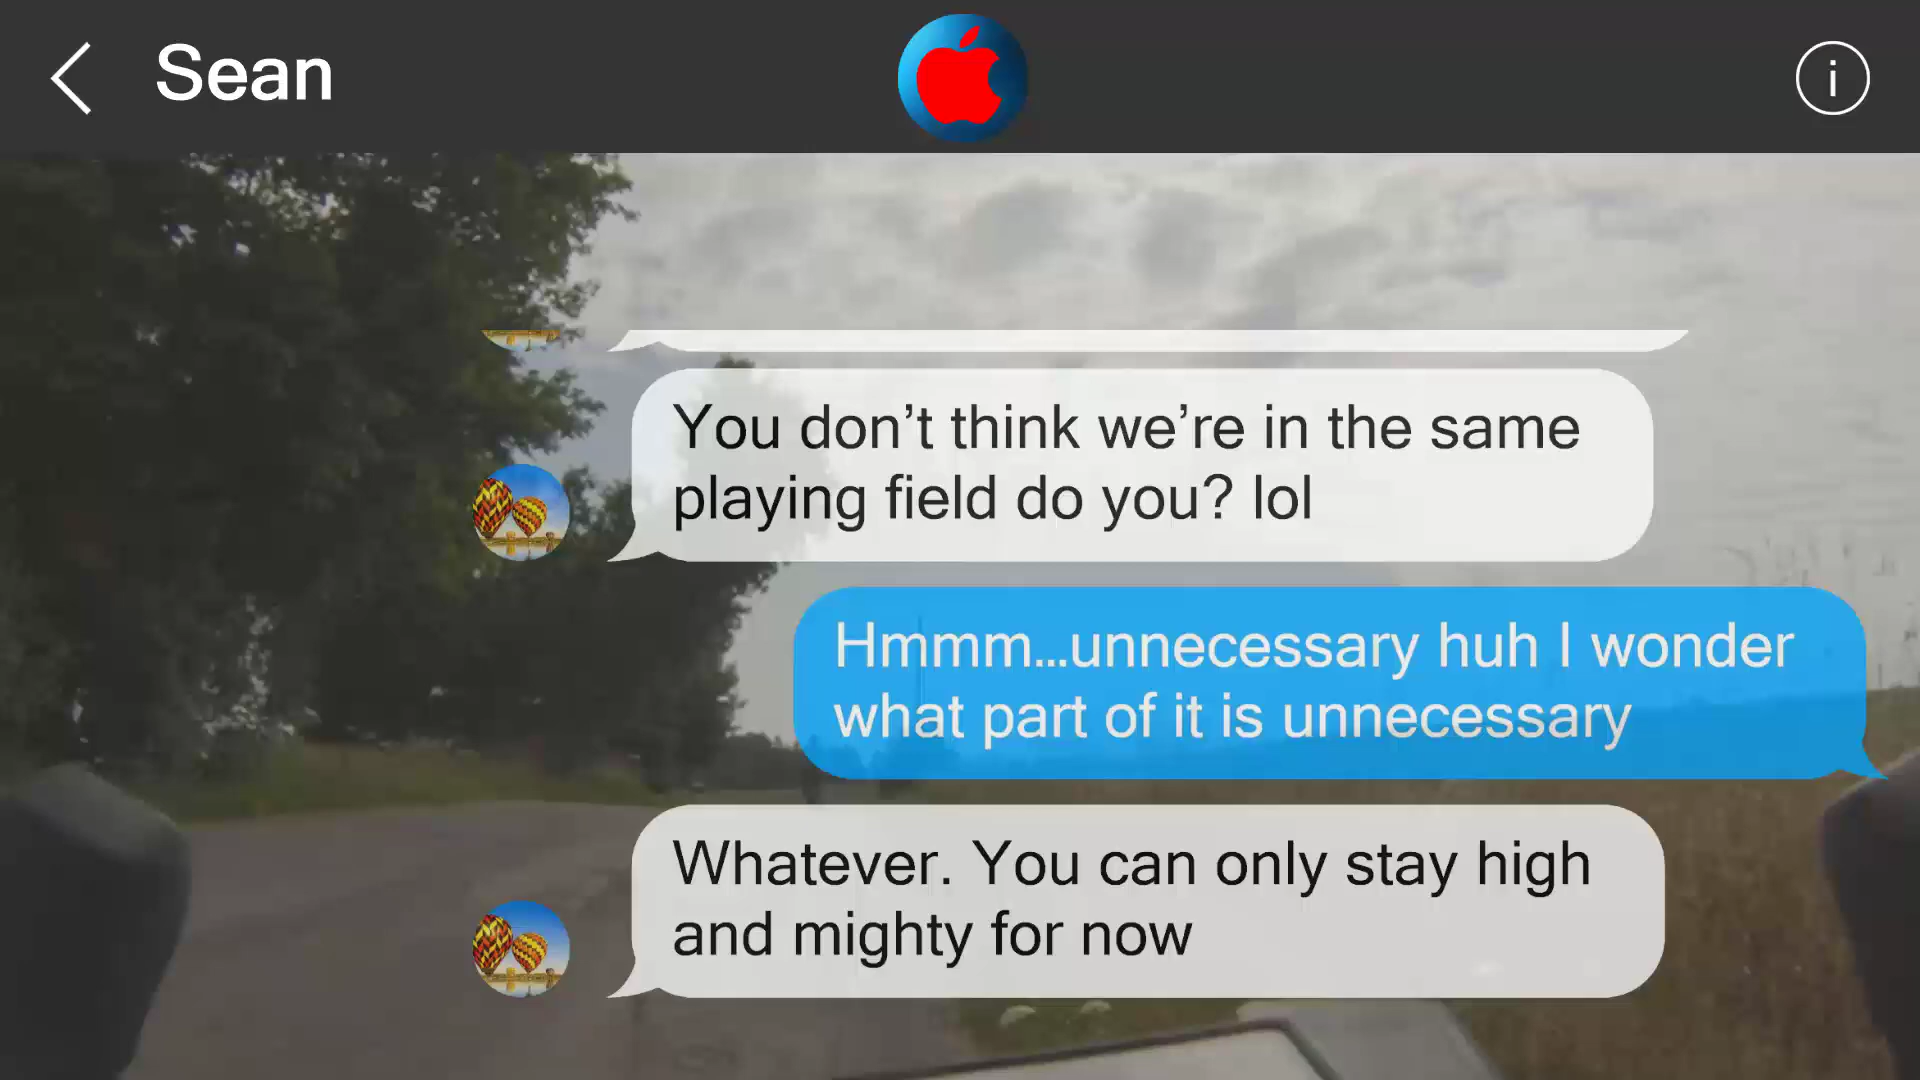 Sean
i
You don’t think we’re in the same
playing field do you? lol
Hmmm...unnecessary huh I wonder
what part of it is unnecessary
Whatever. You can only stay high
and mighty for now